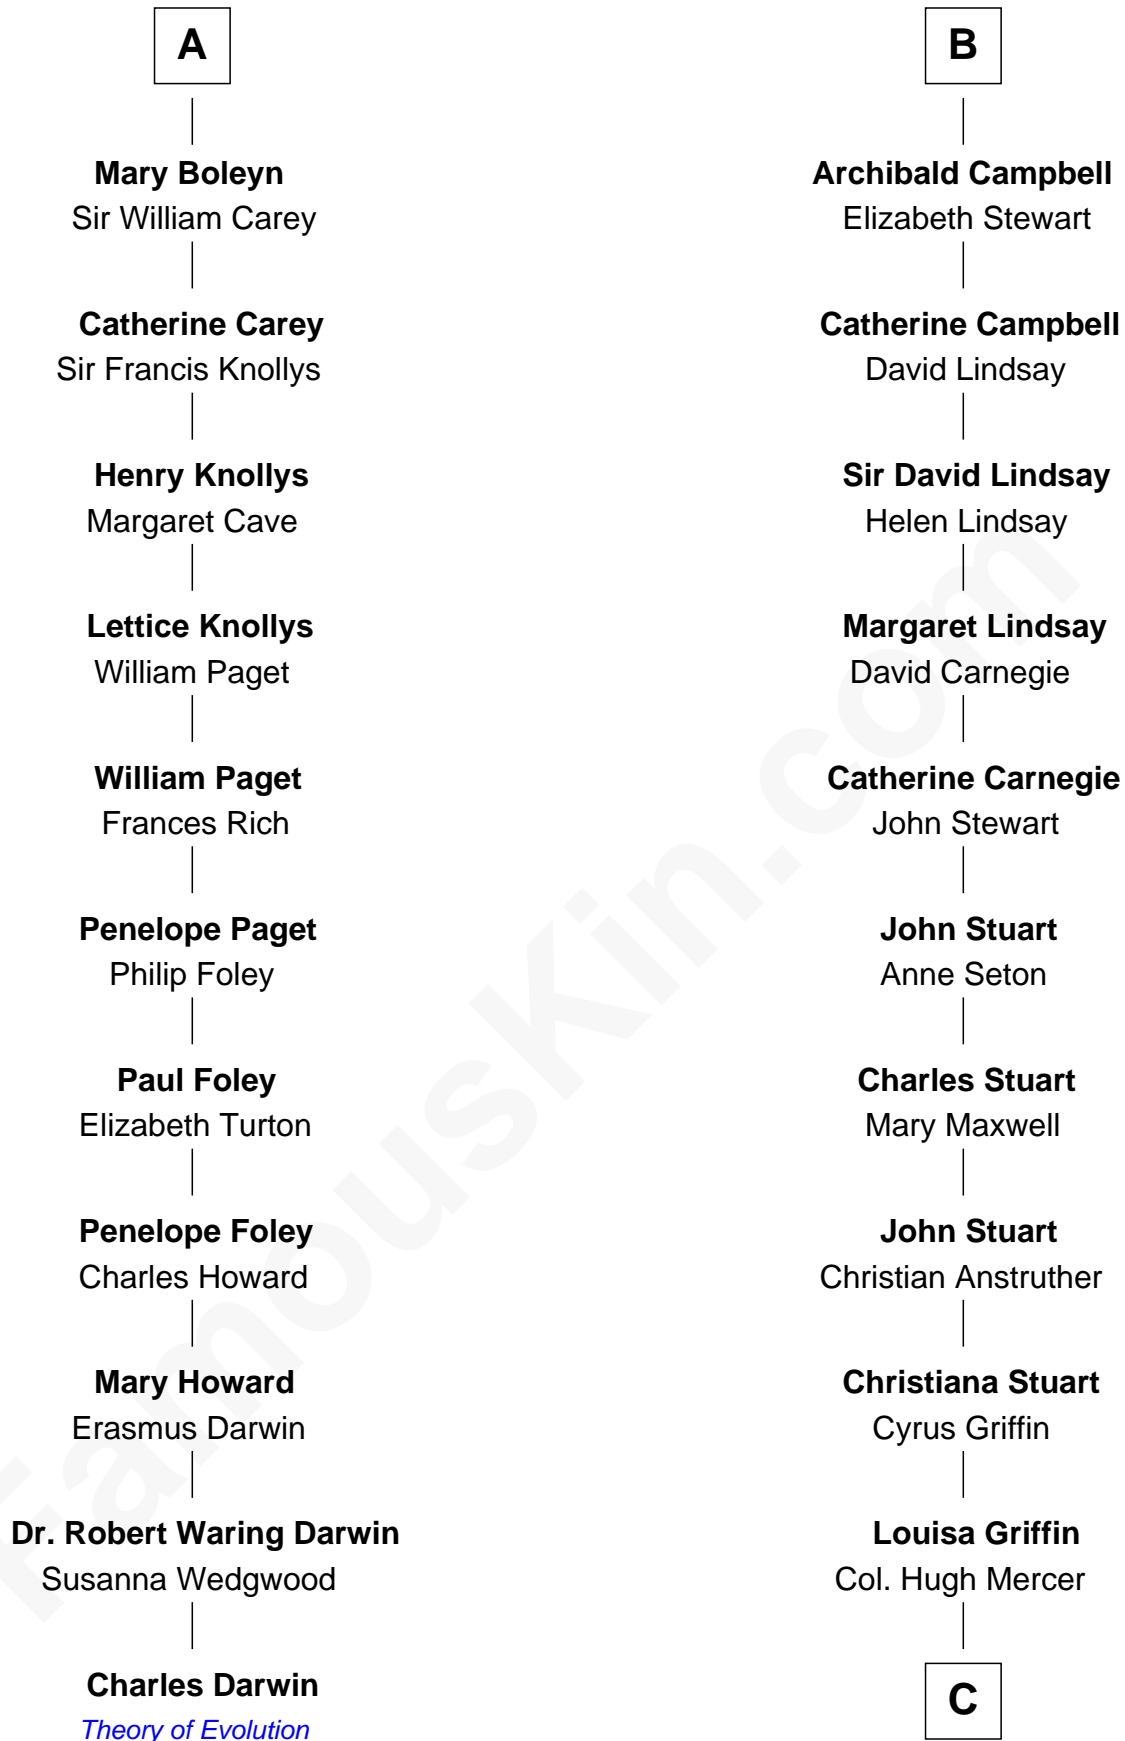 A
Mary Boleyn
Sir William Carey
Catherine Carey
Sir Francis Knollys
Henry Knollys
Margaret Cave
Lettice Knollys
William Paget
William Paget
Frances Rich
Penelope Paget
Philip Foley
Paul Foley
Elizabeth Turton
Penelope Foley
Charles Howard
Mary Howard
Erasmus Darwin
Dr. Robert Waring Darwin
Susanna Wedgwood
Charles Darwin
Theory of Evolution
B
Archibald Campbell
Elizabeth Stewart
Catherine Campbell
David Lindsay
Sir David Lindsay
Helen Lindsay
Margaret Lindsay
David Carnegie
Catherine Carnegie
John Stewart
John Stuart
Anne Seton
Charles Stuart
Mary Maxwell
John Stuart
Christian Anstruther
Christiana Stuart
Cyrus Griffin
Louisa Griffin
Col. Hugh Mercer
C
FamousKin.com